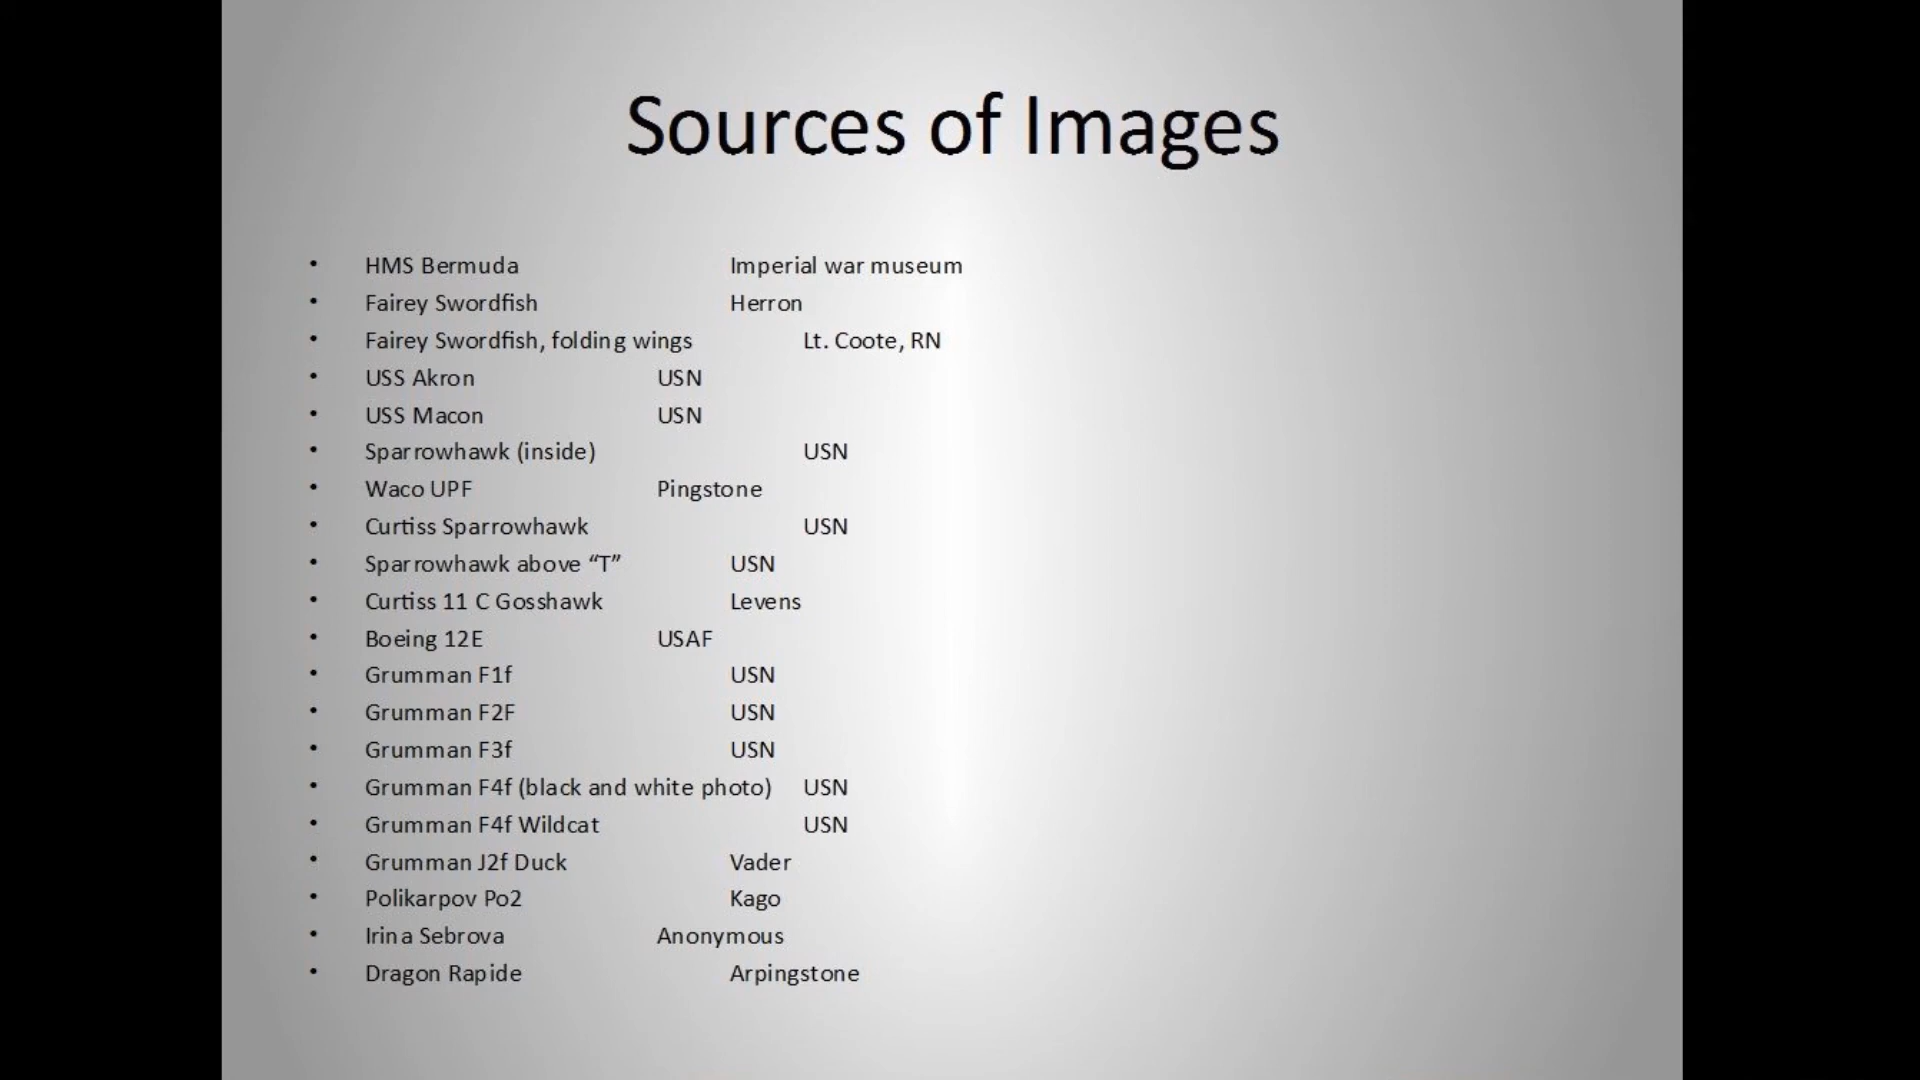 Sources of Images
• HMS Bermuda Imperial war museum
• Fairey Swordfish Herron
• Fairey Swordfish, folding wings Lt. Coote, RN
• USS Akron USN
• USS Macon USN
• Sparrowhawk (inside) USN
• Waco UPF Pingstone
• Curtiss Sparrowhawk USN
• Sparrowhawk above “T” USN
• Curtiss 11 C Gosshawk Levens
• Boeing 12E USAF
• Grumman F1f USN
• Grumman F2F USN
• Grumman F3f USN
• Grumman F4f (black and white photo) USN
• Grumman F4f Wildcat USN
• Grumman J2f Duck Vader
• Polikarpov Po2 Kago
• Irina Sebrova Anonymous
• Dragon Rapide Arpingstone